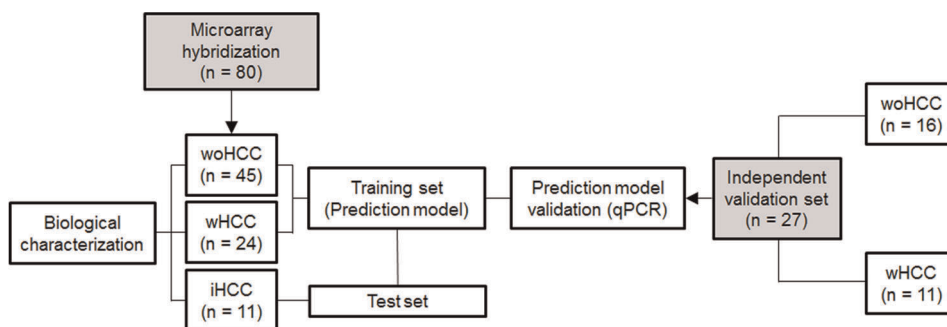 Microarray
hybridization
(n = 80)
woHCC
(n = 45)
wHCC
(n = 24)
iHCC
(n = 11)
Biological
characterization
Training set
(Prediction model)
Test set
Prediction model
validation (qPCR)
Independent
validation set
(n = 27)
woHCC
(n = 16)
wHCC
(n = 11)